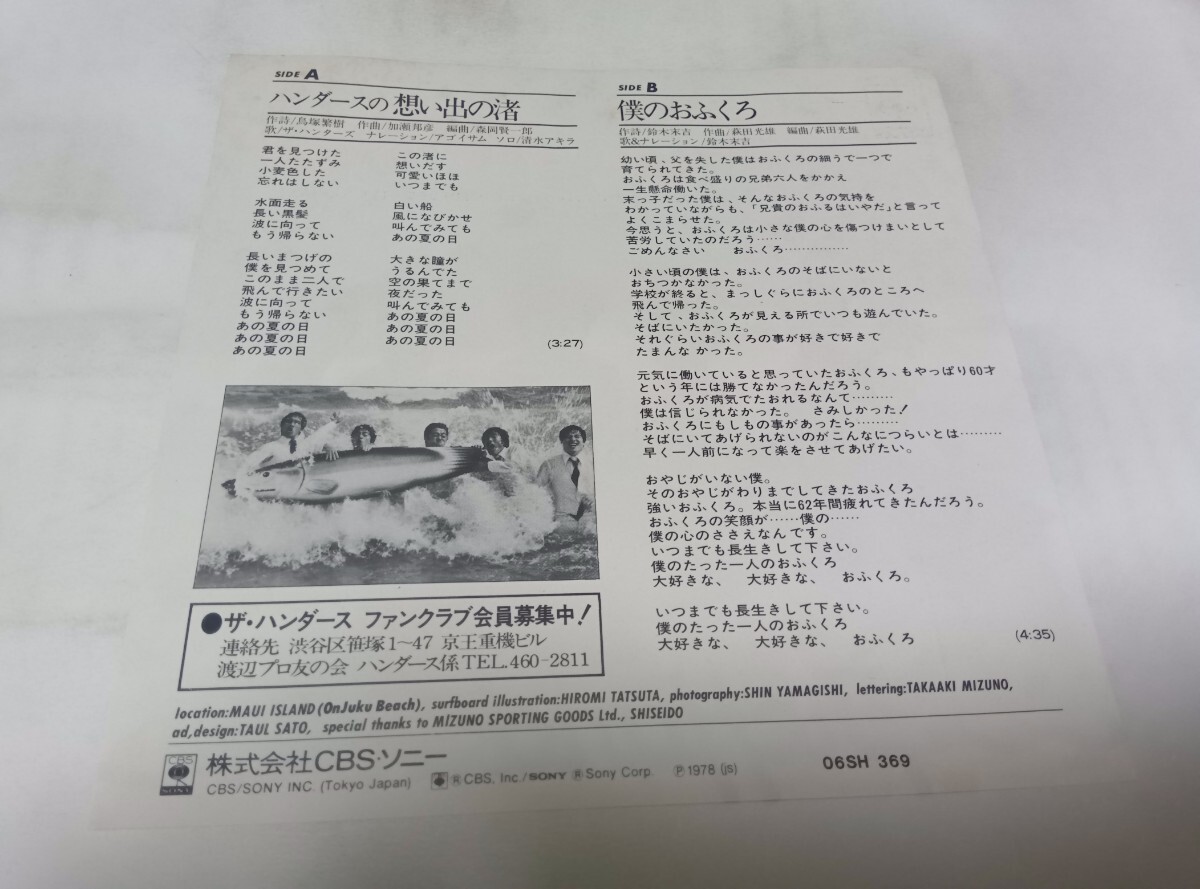 SIDE A
ハンダースの 想い出の渚
作詩/鳥塚繁樹 作曲/加瀬邦彦 編曲/森岡賢一郎
歌/ザ・ハンダーズ ナレーション/アゴイサム ソロ/清水アキラ
君を見つけた この渚に
一人たたずみ 想いだす
小麦色した 可愛いほほ
忘れはしない いつまでも
水面走る 白い船
長い黒髪 風になびかせ
波に向って 叫んでみても
もう帰らない あの夏の日
長いまつげの 大きな瞳が
僕を見つめて うるんでた
このまま二人で 空の果てまで
飛んで行きたい 夜だった
波に向って 叫んでみても
もう帰らない あの夏の日
あの夏の日 あの夏の日
あの夏の日 あの夏の日
あの夏の日
(3:27)
●ザ・ハンダース ファンクラブ会員募集中!
連絡先 渋谷区笹塚1〜47 京王重機ビル
渡辺プロ友の会 ハンダース係TEL.460-2811
SIDE B
僕のおふくろ
作詩/鈴木末吉 作曲/萩田光雄 編曲/萩田光雄
歌&ナレーション/鈴木末吉
幼い頃、父を失した僕はおふくろの細うで一つで
育てられてきた。
おふくろは食べ盛りの兄弟六人をかかえ
一生懸命働いた。
末っ子だった僕は、そんなおふくろの気持を
わかっていながらも、「兄貴のおふるはいやだ」と言って
よくこまらせた。
今思うと、おふくろは小さな僕の心を傷つけまいとして
苦労していたのだろう……
ごめんなさい おふくろ……………
小さい頃の僕は、おふくろのそばにいないと
おちつかなかった。
学校が終ると、まっしぐらにおふくろのところへ
飛んで帰った。
そして、おふくろが見える所でいつも遊んでいた。
そばにいたかった。
それぐらいおふくろの事が好きで好きで
たまんな かった。
元気に働いていると思っていたおふくろ、もやっぱり60才
という年には勝てなかったんだろう。
おふくろが病気でたおれるなんて………
僕は信じられなかった。 さみしかった!
おふくろにもしもの事があったら………
そばにいてあげられないのがこんなにつらいとは………
早く一人前になって楽をさせてあげたい。
おやじがいない僕。
そのおやじがわりまでしてきたおふくろ
強いおふくろ。本当に62年間疲れてきたんだろう。
おふくろの笑顔が……僕の……
僕の心のささえなんです。
いつまでも長生きして下さい。
僕のたった一人のおふくろ
大好きな、 大好きな、 おふくろ。
いつまでも長生きして下さい。
僕のたった一人のおふくろ
大好きな、 大好きな、 おふくろ
(4:35)
location:MAUI ISLAND (OnJuku Beach), surfboard illustration:HIROMI TATSUTA, photography:SHIN YAMAGISHI, lettering:TAKAAKI MIZUNO,
ad,design:TAUL SATO, special thanks to MIZUNO SPORTING GOODS Ltd., SHISEIDO
CBS
SONY
株式会社CBS・ソニー
CBS/SONY INC. (Tokyo Japan) Ⓡ CBS, Inc./SONY Ⓡ Sony Corp. Ⓟ 1978 (js) 06SH 369